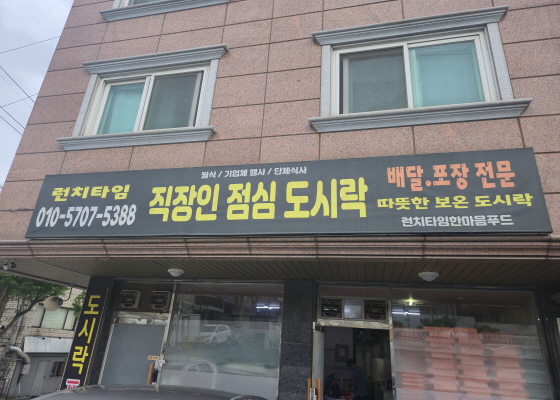 월식 / 기업체 행사 / 단체식사
런치타임
010-5707-5388
직장인 점심 도시락
배달.포장 전문
따뜻한 보온 도시락
런치타임한마음푸드
도시락